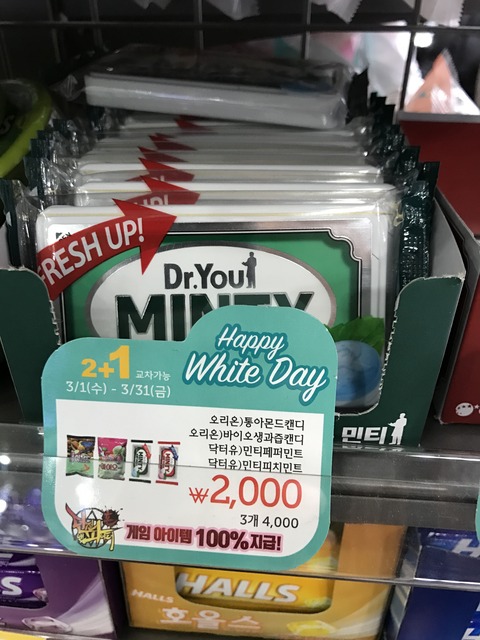 FRESH UP!
Dr.You
MINTY
Happy
White Day
2+1 교차가능
3/1(수) - 3/31(금)
오리온)통아몬드캔디
오리온)바이오생과즙캔디
닥터유)민티페퍼민트
닥터유)민티피치민트
₩2,000
3개 4,000
게임 아이템 100%지급!
민티
HALLS
HALLS
호올스